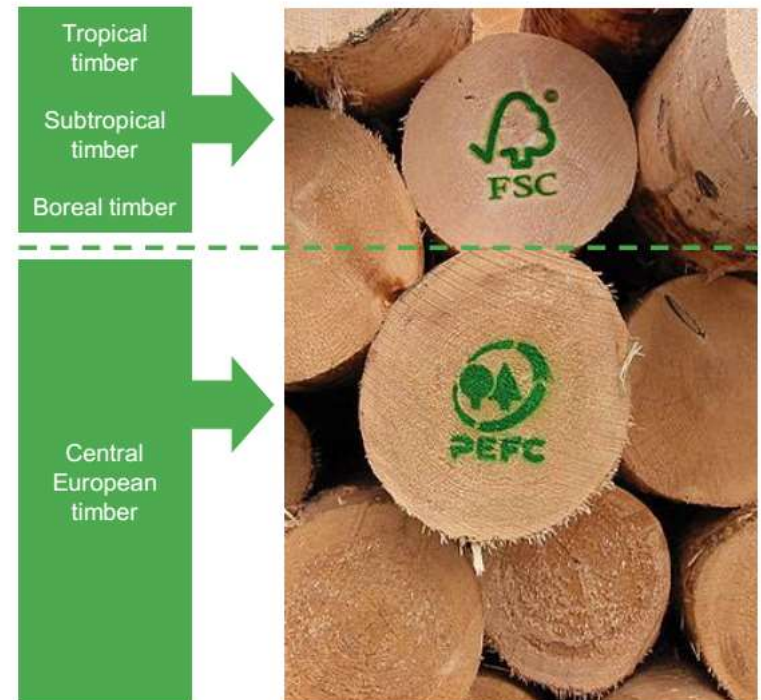 Tropical
timber
Subtropical
timber
Boreal timber
FSC
PEFC
Central
European
timber